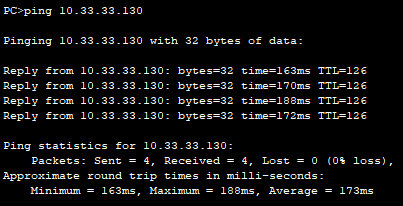 PC>ping 10.33.33.130
Pinging 10.33.33.130 with 32 bytes of data:
Reply from 10.33.33.130: bytes=32 time=163ms TTL=126
Reply from 10.33.33.130: bytes=32 time=170ms TTL=126
Reply from 10.33.33.130: bytes=32 time=188ms TTL=126
Reply from 10.33.33.130: bytes=32 time=172ms TTL=126
Ping statistics for 10.33.33.130:
Packets: Sent = 4, Received = 4, Lost = 0 (0% loss),
Approximate round trip times in milli-seconds:
Minimum = 163ms, Maximum = 188ms, Average = 173ms